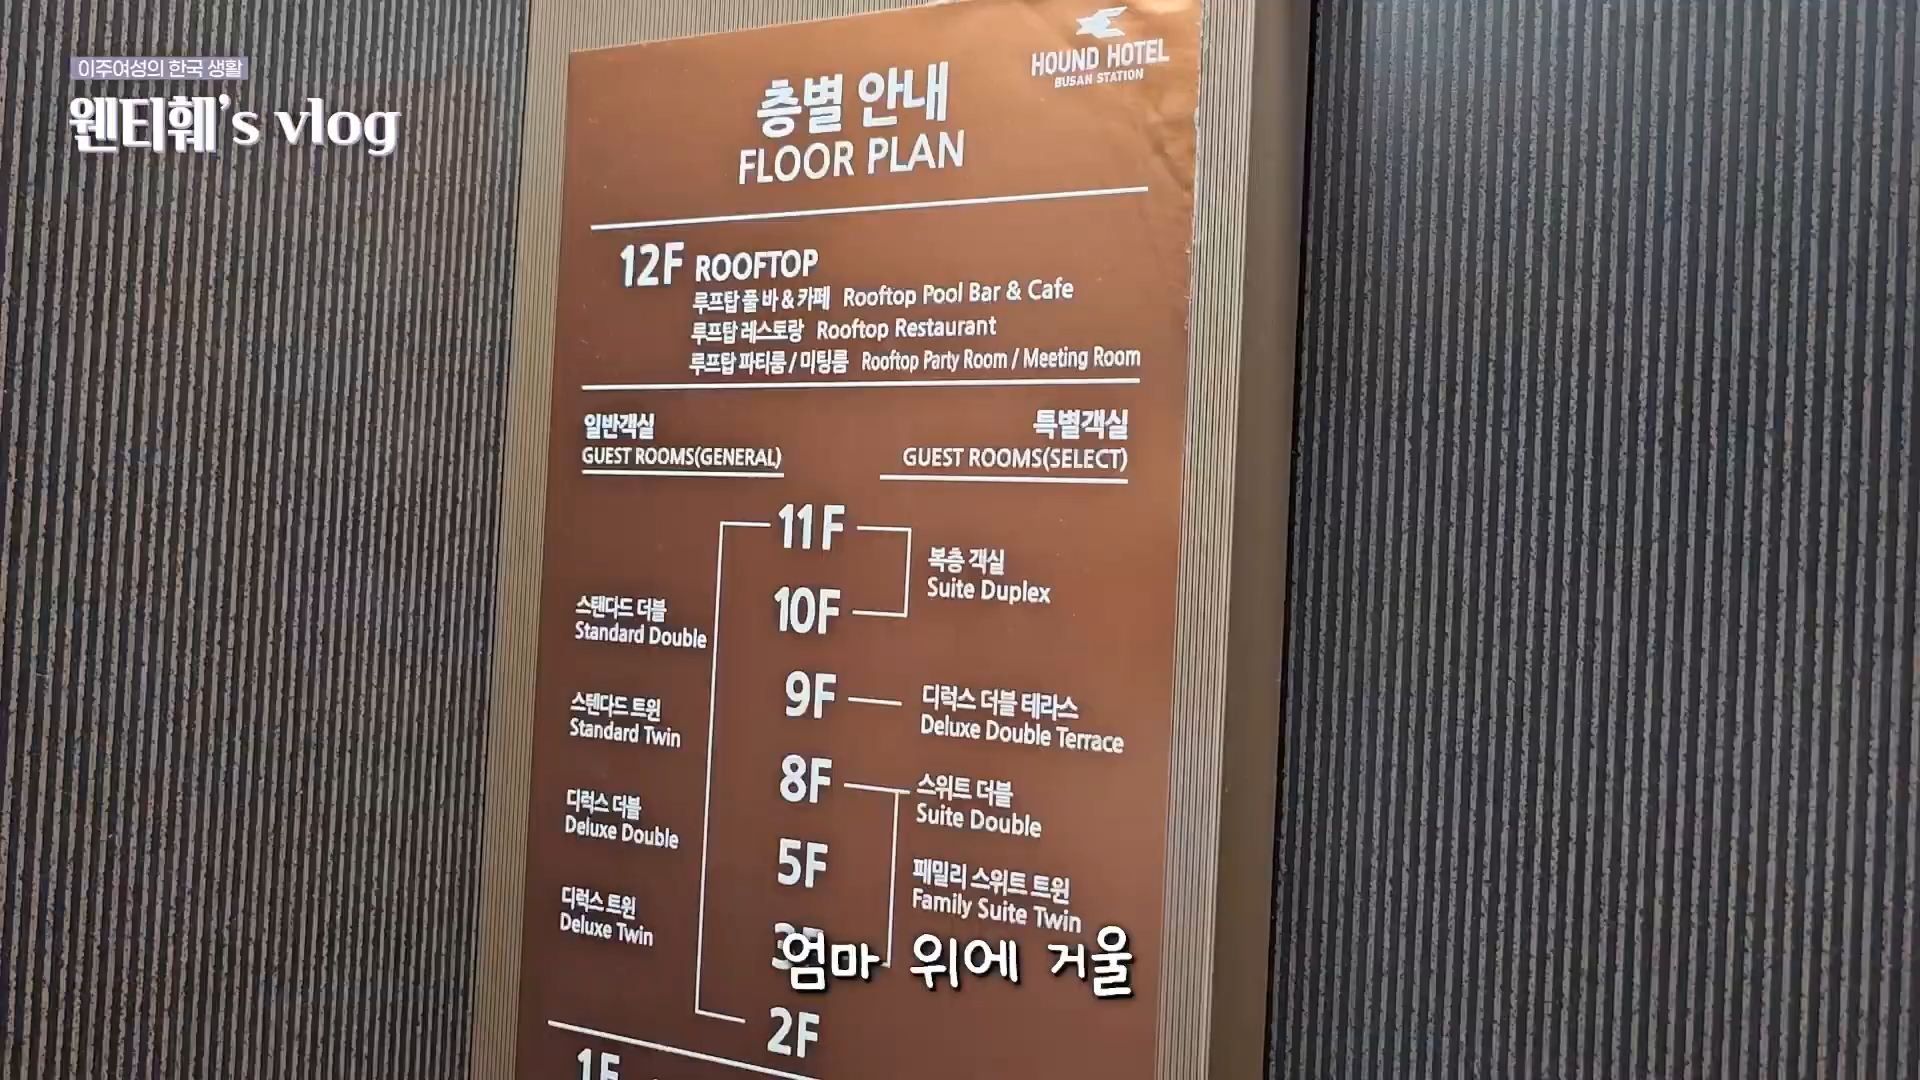 이주여성의 한국 생활
웬티훼's vlog
HOUND HOTEL
BUSAN STATION
층별 안내
FLOOR PLAN
12F ROOFTOP
루프탑 풀 바 & 카페 Rooftop Pool Bar & Cafe
루프탑 레스토랑 Rooftop Restaurant
루프탑 파티룸 / 미팅룸 Rooftop Party Room / Meeting Room
일반객실
GUEST ROOMS(GENERAL)
특별객실
GUEST ROOMS(SELECT)
11F
복층 객실
Suite Duplex
10F
스탠다드 더블
Standard Double
9F
디럭스 더블 테라스
Deluxe Double Terrace
스텐다드 트윈
Standard Twin
8F
스위트 더블
Suite Double
디럭스 더블
Deluxe Double
5F
패밀리 스위트 트윈
Family Suite Twin
디럭스 트윈
Deluxe Twin
엄마 위에 거울
2F
1F